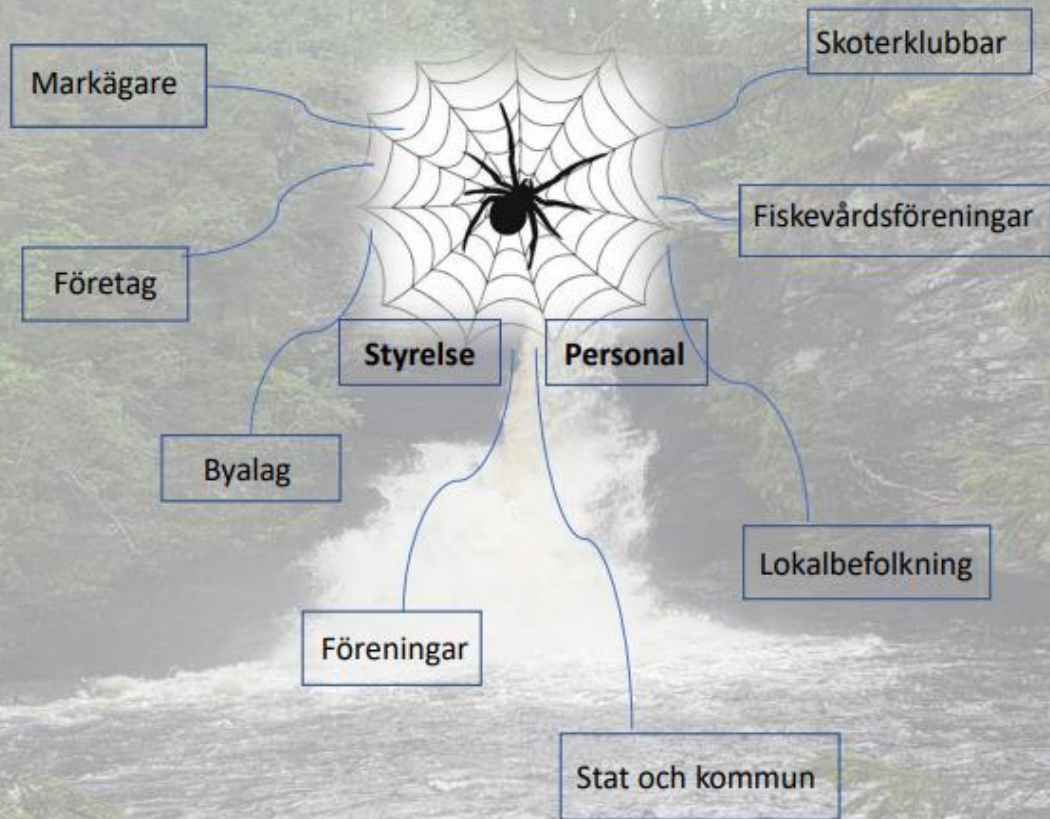 Skoterklubbar
Markägare
Fiskevårdsföreningar
Företag
Styrelse
Personal
Byalag
Lokalbefolkning
Föreningar
Stat och kommun